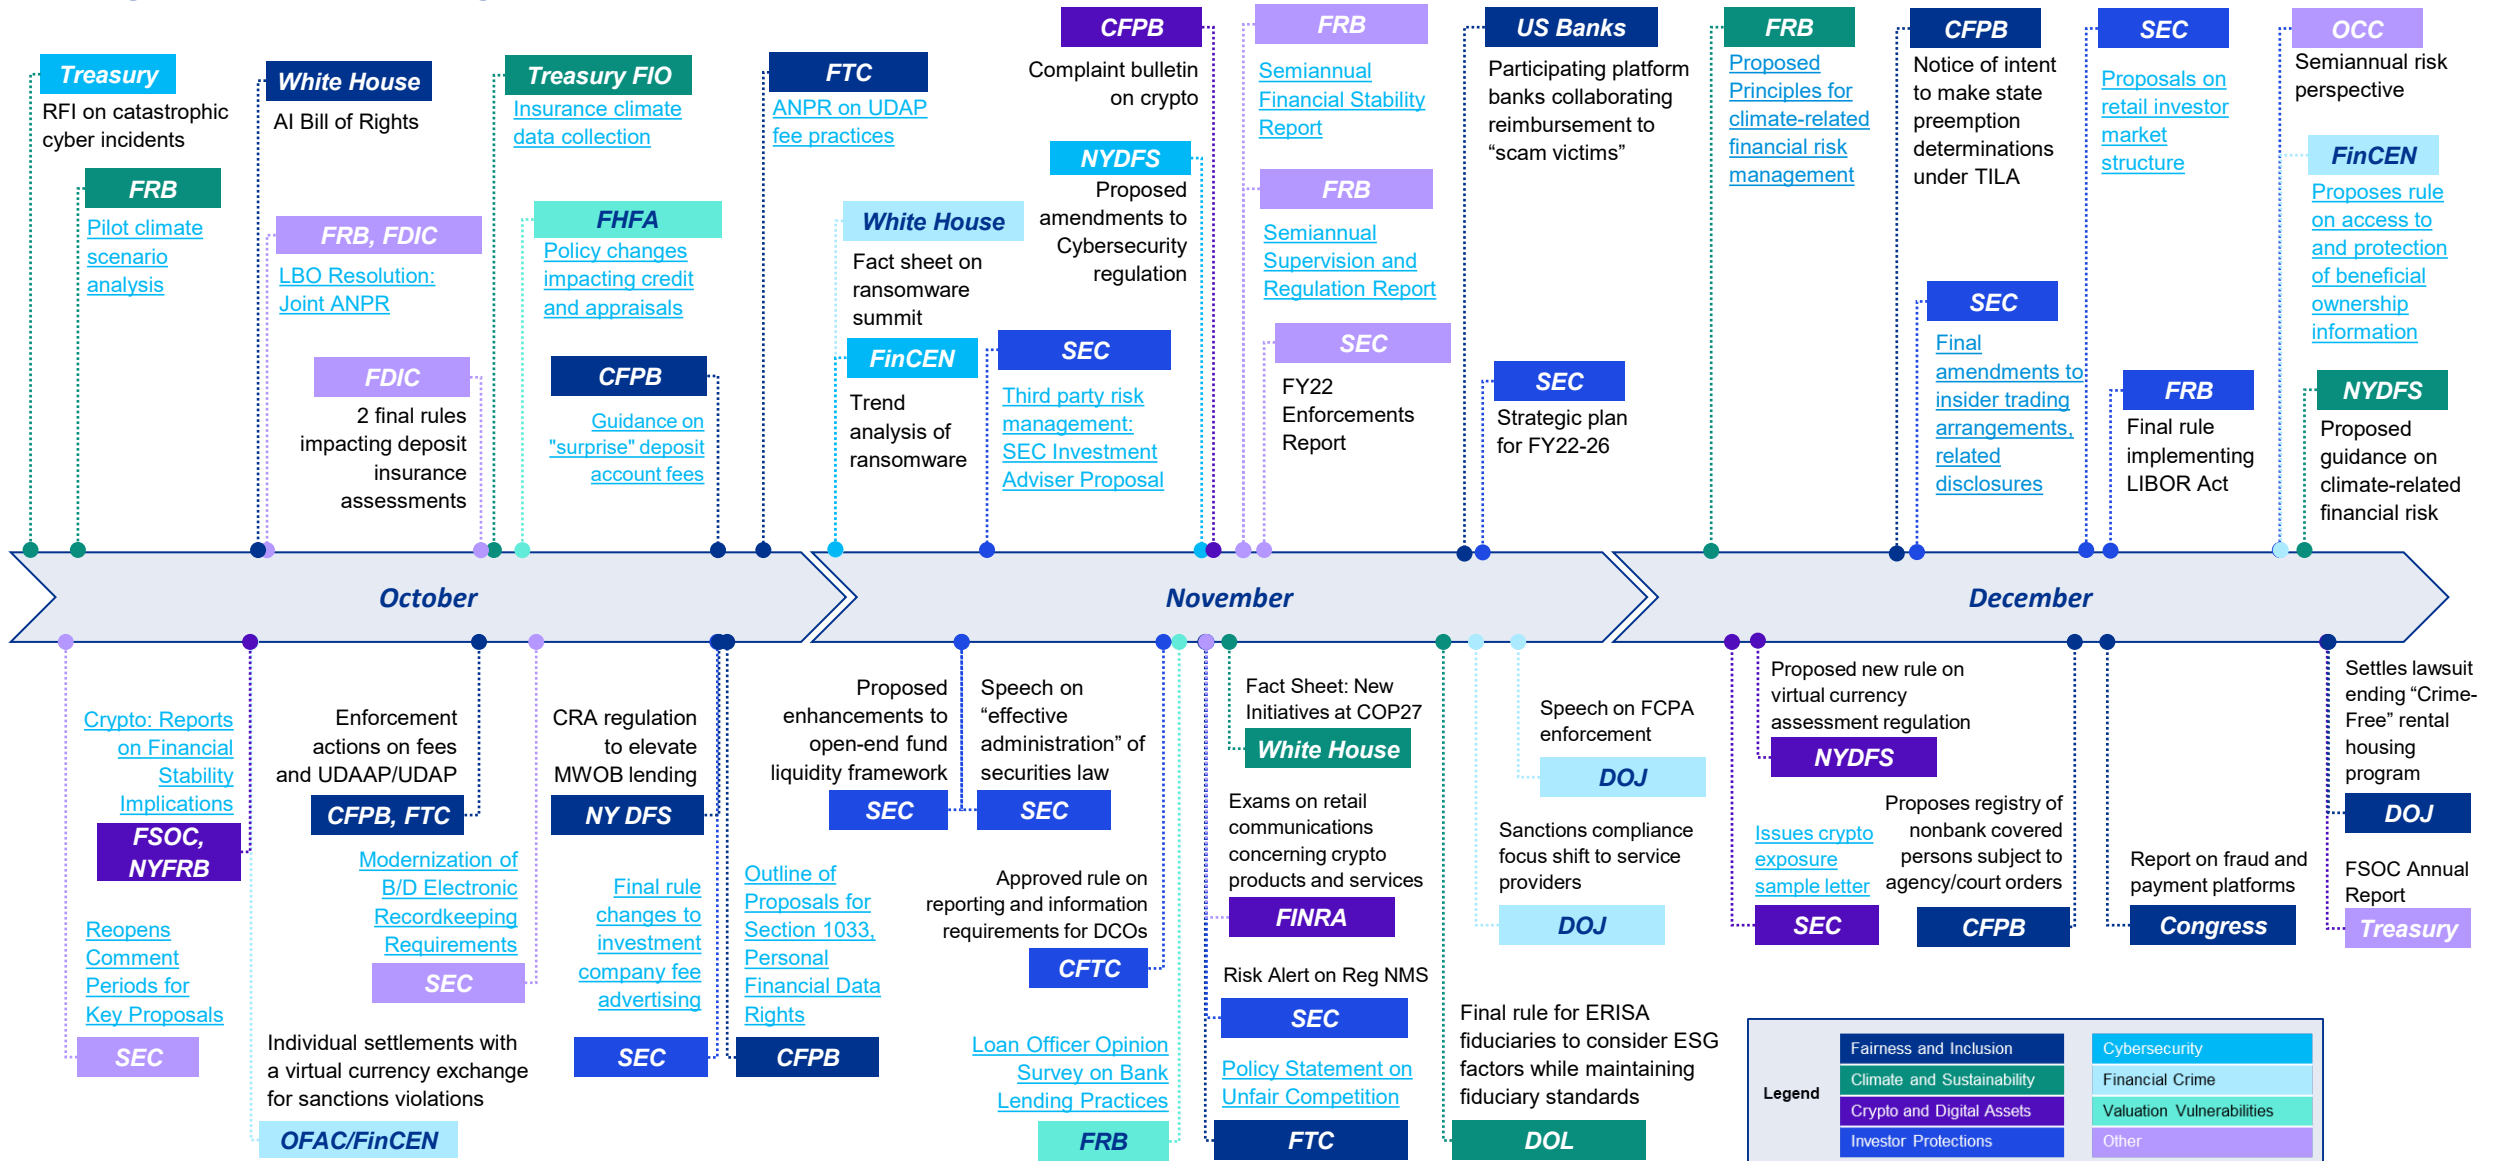 Treasury
RFI on catastrophic
cyber incidents
FRB
Pilot climate
scenario
analysis
White House
AI Bill of Rights
FRB, FDIC
LBO Resolution:
Joint ANPR
FDIC
2 final rules
impacting deposit
insurance
assessments
Treasury FIO
Insurance climate
data collection
FHFA
Policy changes
impacting credit
and appraisals
CFPB
Guidance on
"surprise" deposit
account fees
FTC
ANPR on UDAP
fee practices
White House
Fact sheet on
ransomware
summit
FinCEN
Trend
analysis of
ransomware
CFPB
Complaint bulletin
on crypto
NYDFS
Proposed
amendments to
Cybersecurity
regulation
SEC
Third party risk
management:
SEC Investment
Adviser Proposal
FRB
Semiannual
Financial Stability
Report
FRB
Semiannual
Supervision and
Regulation Report
SEC
FY22
Enforcements
Report
US Banks
Participating platform
banks collaborating
reimbursement to
“scam victims”
SEC
Strategic plan
for FY22-26
FRB
Proposed
Principles for
climate-related
financial risk
management
CFPB
Notice of intent
to make state
preemption
determinations
under TILA
SEC
Final
amendments to
insider trading
arrangements,
related
disclosures
SEC
Proposals on
retail investor
market
structure
FRB
Final rule
implementing
LIBOR Act
OCC
Semiannual risk
perspective
FinCEN
Proposes rule
on access to
and protection
of beneficial
ownership
information
NYDFS
Proposed
guidance on
climate-related
financial risk
October
November
December
Crypto: Reports
on Financial
Stability
Implications
FSOC,
NYFRB
Reopens
Comment
Periods for
Key Proposals
SEC
Enforcement
actions on fees
and UDAAP/UDAP
CFPB, FTC
Modernization of
B/D Electronic
Recordkeeping
Requirements
SEC
Individual settlements with
a virtual currency exchange
for sanctions violations
OFAC/FinCEN
CRA regulation
to elevate
MWOB lending
NY DFS
Final rule
changes to
investment
company fee
advertising
SEC
Outline of
Proposals for
Section 1033,
Personal
Financial Data
Rights
CFPB
Proposed
enhancements to
open-end fund
liquidity framework
SEC
Speech on
“effective
administration” of
securities law
SEC
Approved rule on
reporting and information
requirements for DCOs
CFTC
Loan Officer Opinion
Survey on Bank
Lending Practices
FRB
Fact Sheet: New
Initiatives at COP27
White House
Exams on retail
communications
concerning crypto
products and services
FINRA
Risk Alert on Reg NMS
SEC
Policy Statement on
Unfair Competition
FTC
Speech on FCPA
enforcement
DOJ
Sanctions compliance
focus shift to service
providers
DOJ
Final rule for ERISA
fiduciaries to consider ESG
factors while maintaining
fiduciary standards
DOL
Proposed new rule on
virtual currency
assessment regulation
NYDFS
Issues crypto
exposure
sample letter
SEC
Proposes registry of
nonbank covered
persons subject to
agency/court orders
CFPB
Report on fraud and
payment platforms
Congress
Settles lawsuit
ending “Crime-
Free” rental
housing
program
DOJ
FSOC Annual
Report
Treasury
Legend
Fairness and Inclusion
Climate and Sustainability
Crypto and Digital Assets
Investor Protections
Cybersecurity
Financial Crime
Valuation Vulnerabilities
Other